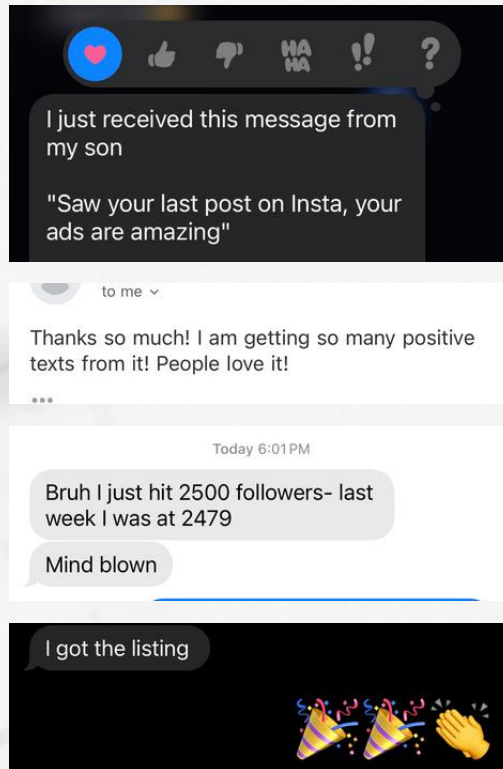 HA
HA
!!
?
I just received this message from
my son
"Saw your last post on Insta, your
ads are amazing"
to me
Thanks so much! I am getting so many positive
texts from it! People love it!
Today 6:01 PM
Bruh I just hit 2500 followers- last
week I was at 2479
Mind blown
I got the listing